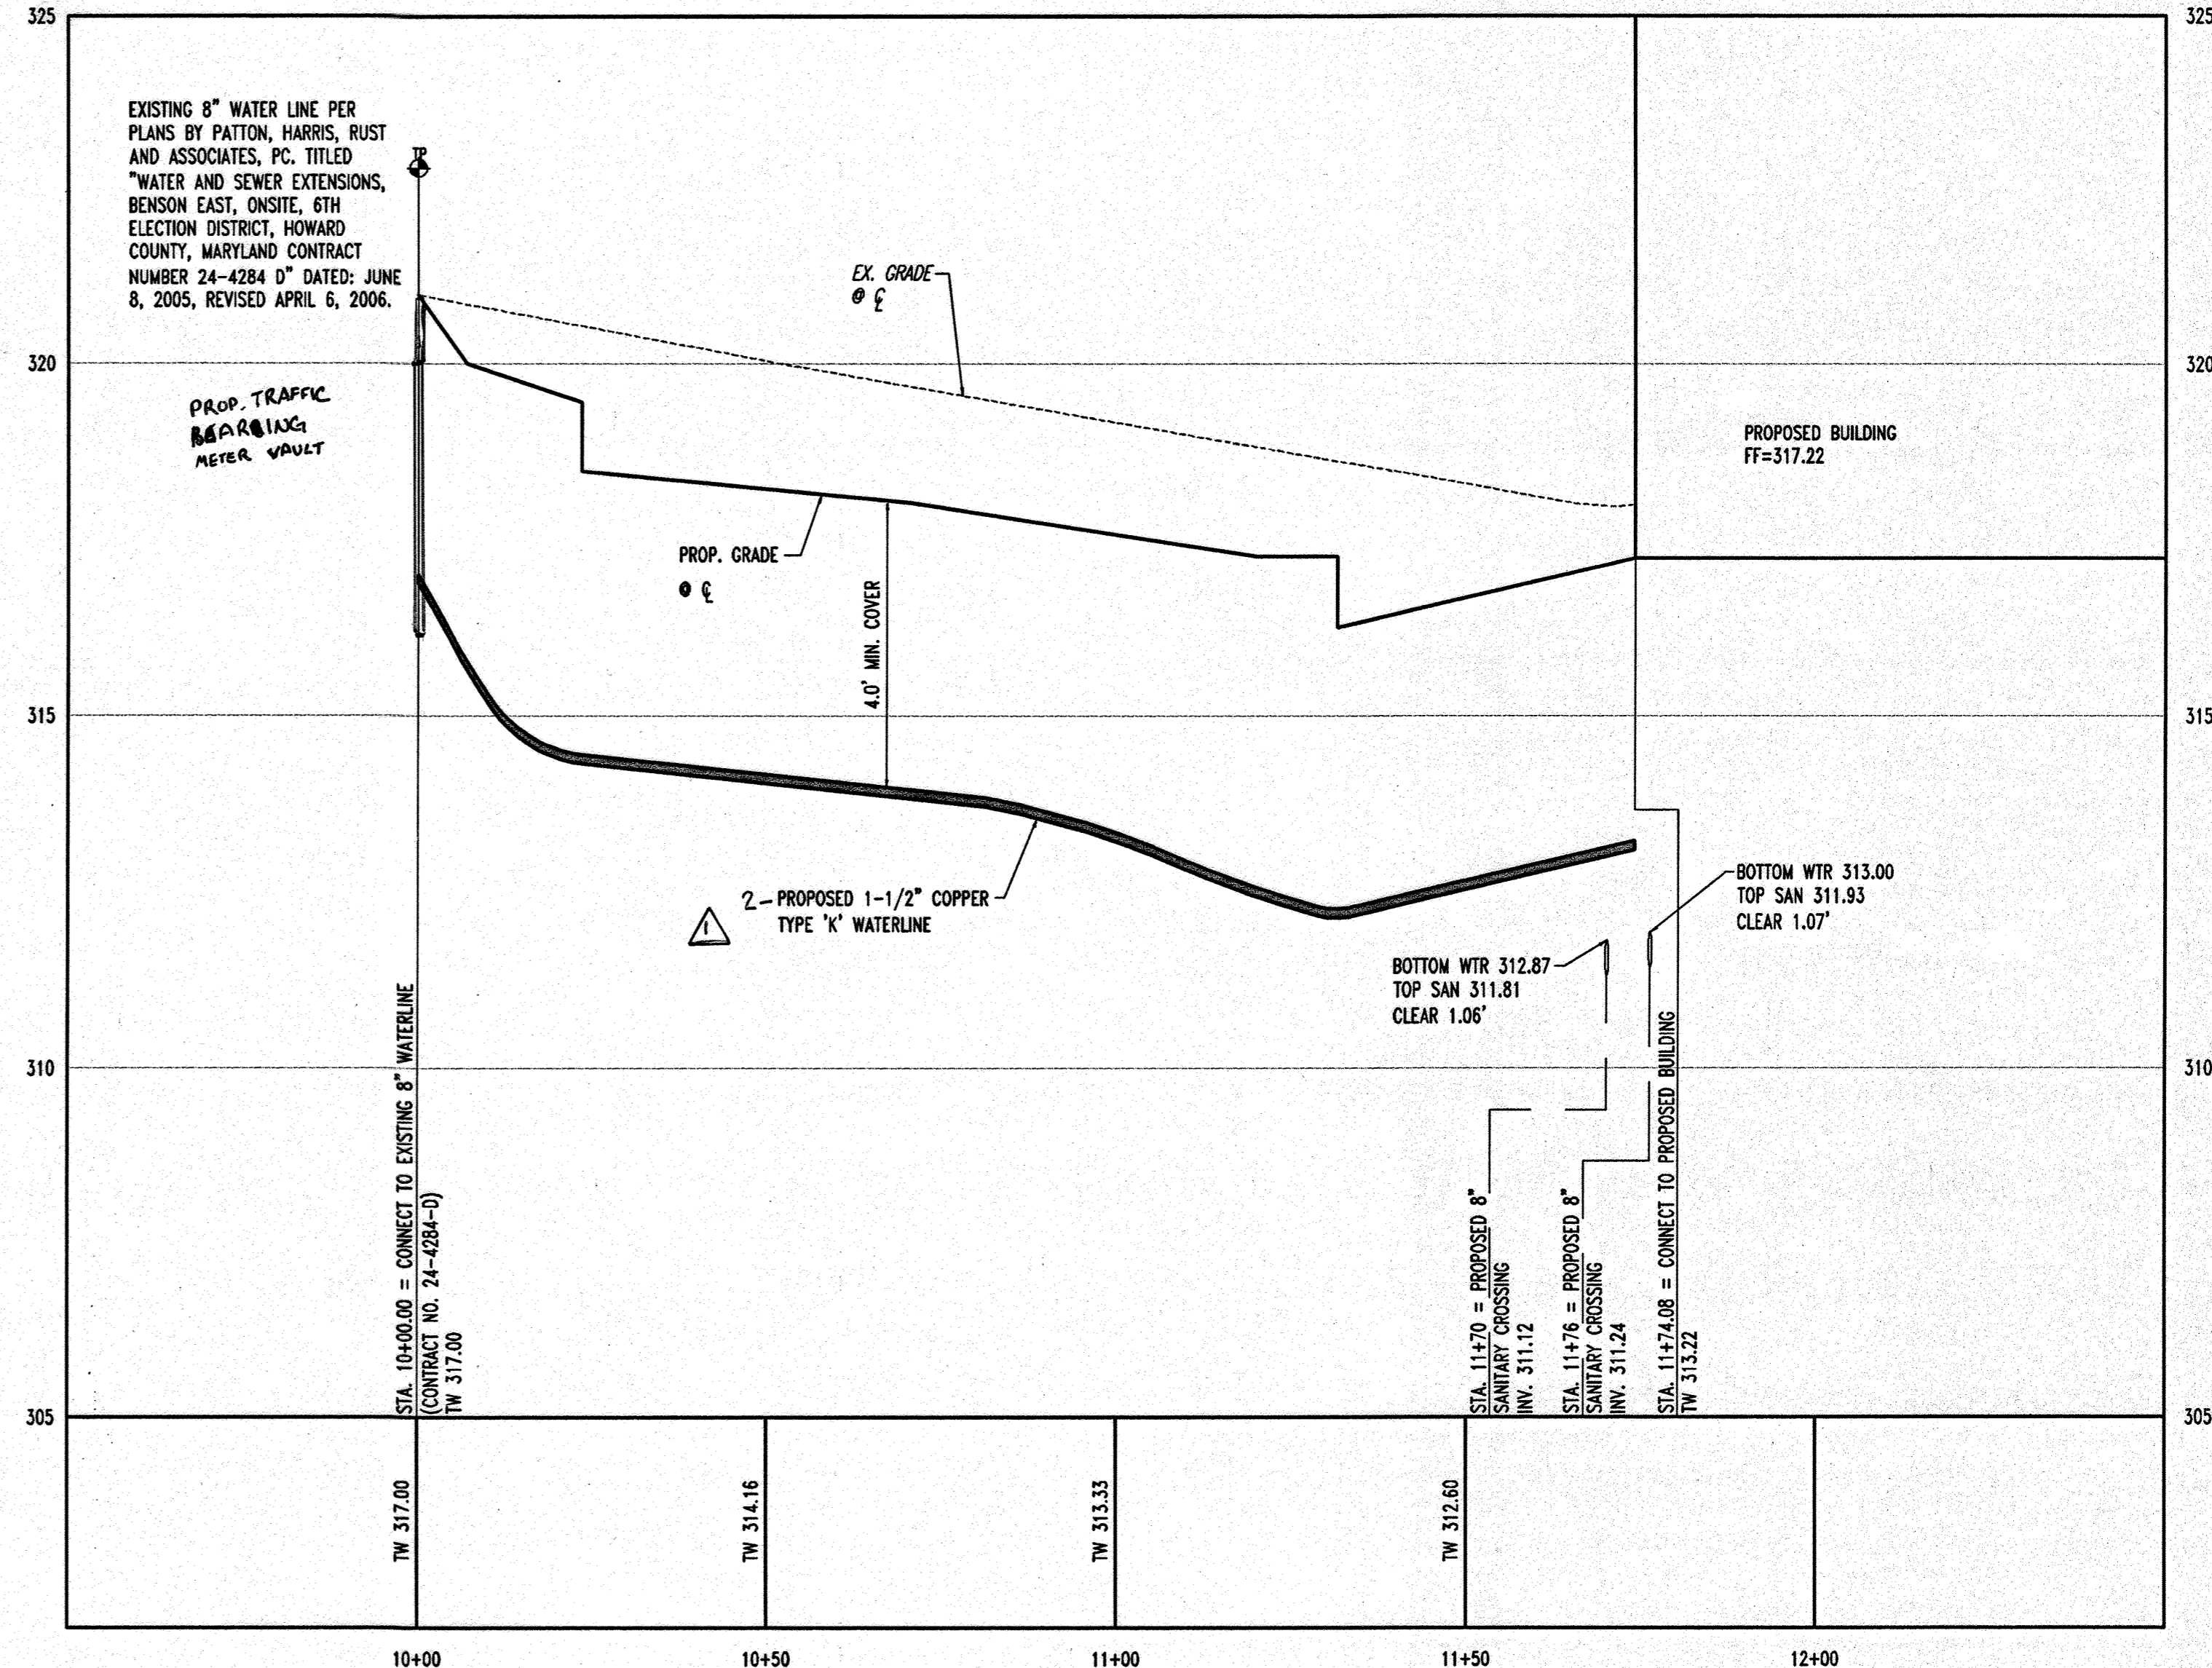 325
325
EXISTING 8" WATER LINE PER
PLANS BY PATTON, HARRIS, RUST
AND ASSOCIATES, PC. TITLED
"WATER AND SEWER EXTENSIONS,
BENSON EAST, ONSITE, 6TH
ELECTION DISTRICT, HOWARD
COUNTY, MARYLAND CONTRACT
NUMBER 24-4284 D" DATED: JUNE
8, 2005, REVISED APRIL 6, 2006.
TP
EX. GRADE
@ ℄
320
320
PROP. TRAFFIC
BEARING
METER VAULT
PROPOSED BUILDING
FF=317.22
PROP. GRADE
@ ℄
4.0' MIN. COVER
315
315
2- PROPOSED 1-1/2" COPPER
TYPE 'K' WATERLINE
1
BOTTOM WTR 313.00
TOP SAN 311.93
CLEAR 1.07'
BOTTOM WTR 312.87
TOP SAN 311.81
CLEAR 1.06'
310
310
STA. 10+00.00 = CONNECT TO EXISTING 8" WATERLINE
(CONTRACT NO. 24-4284-D)
TW 317.00
STA. 11+70 = PROPOSED 8"
SANITARY CROSSING
INV. 311.12
STA. 11+76 = PROPOSED 8"
SANITARY CROSSING
INV. 311.24
STA. 11+74.08 = CONNECT TO PROPOSED BUILDING
TW 313.22
305
305
TW 317.00
TW 314.16
TW 313.33
TW 312.60
10+00
10+50
11+00
11+50
12+00